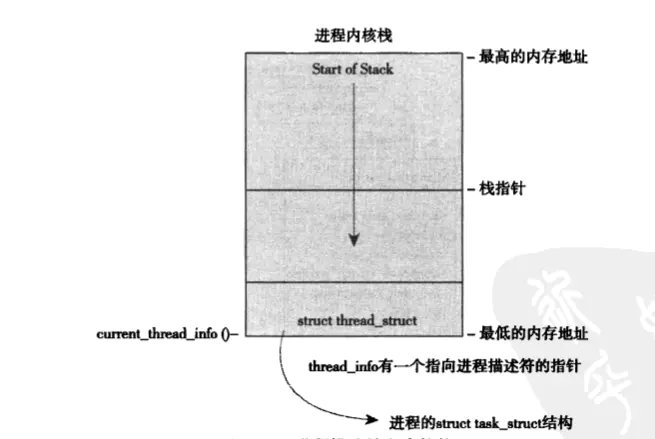 进程内核栈
Start of Stack
最高的内存地址
栈指针
struct thread_struct
current_thread_info ()
最低的内存地址
thread_info有一个指向进程描述符的指针
进程的struct task_struct结构